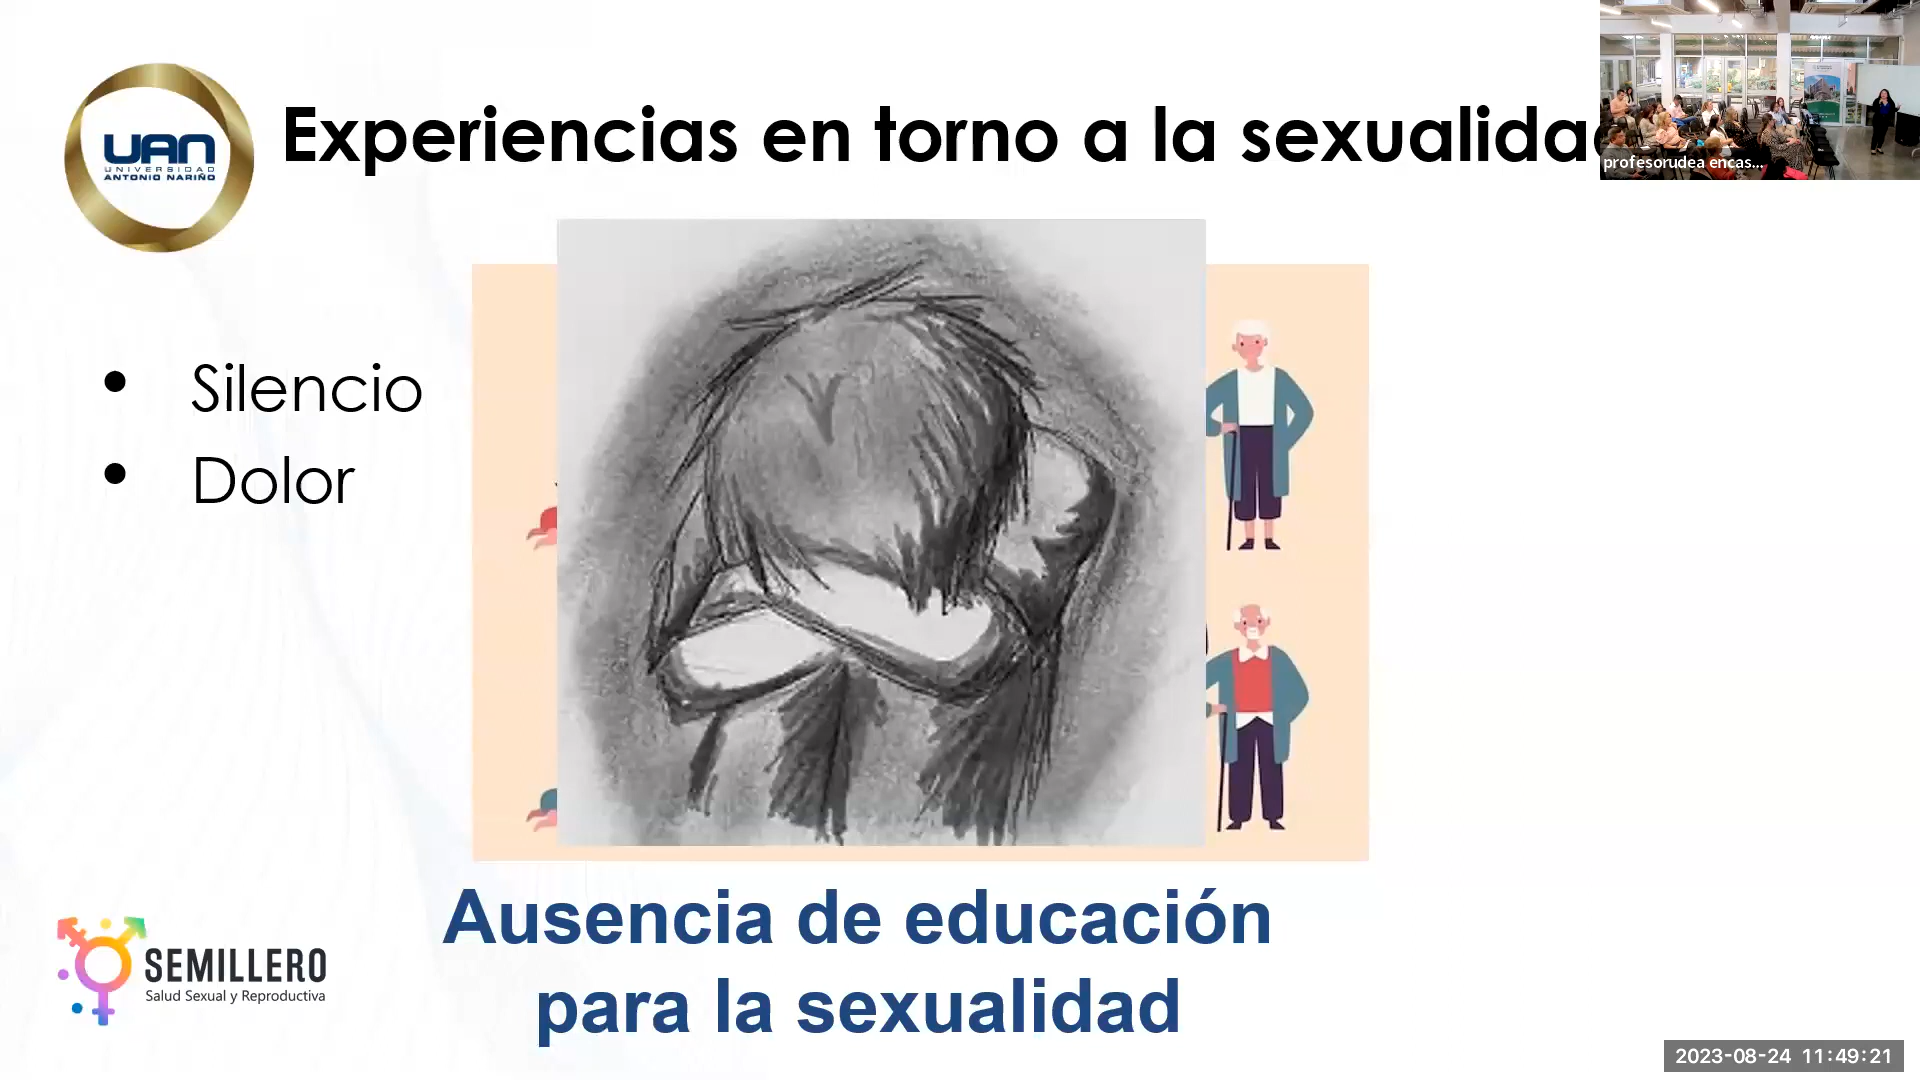 UAN
UNIVERSIDAD
ANTONIO NARIÑO
Experiencias en torno a la sexualidad
profesorudea encas...
• Silencio
• Dolor
Ausencia de educación
para la sexualidad
SEMILLERO
Salud Sexual y Reproductiva
2023-08-24 11:49:21